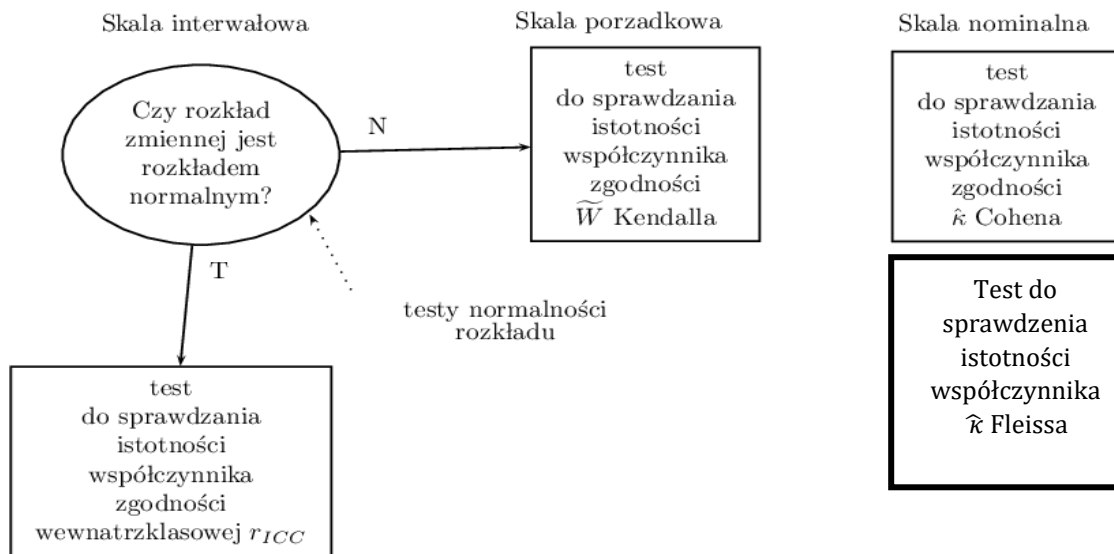 Skala interwałowa
Czy rozkład
zmiennej jest
rozkładem
normalnym?
N
T
testy normalności
rozkładu
test
do sprawdzania
istotności
współczynnika
zgodności
wewnatrzklasowej r_ICC
Skala porzadkowa
test
do sprawdzania
istotności
współczynnika
zgodności
W̃ Kendalla
Skala nominalna
test
do sprawdzania
istotności
współczynnika
zgodności
κ̂ Cohena
Test do
sprawdzenia
istotności
współczynnika
κ̂ Fleissa